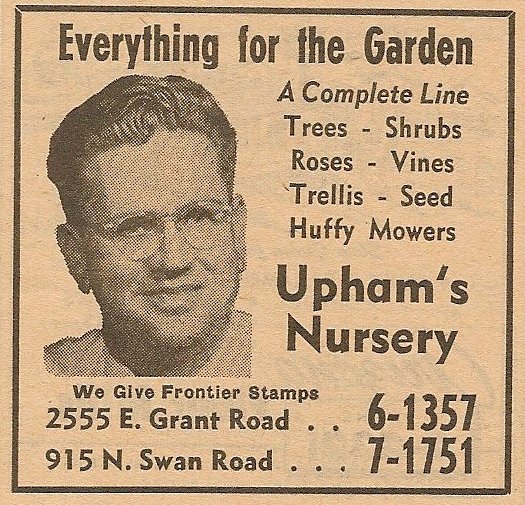 Everything for the Garden
A Complete Line
Trees - Shrubs
Roses - Vines
Trellis - Seed
Huffy Mowers
Upham's
Nursery
We Give Frontier Stamps
2555 E. Grant Road . . 6-1357
915 N. Swan Road . . . 7-1751